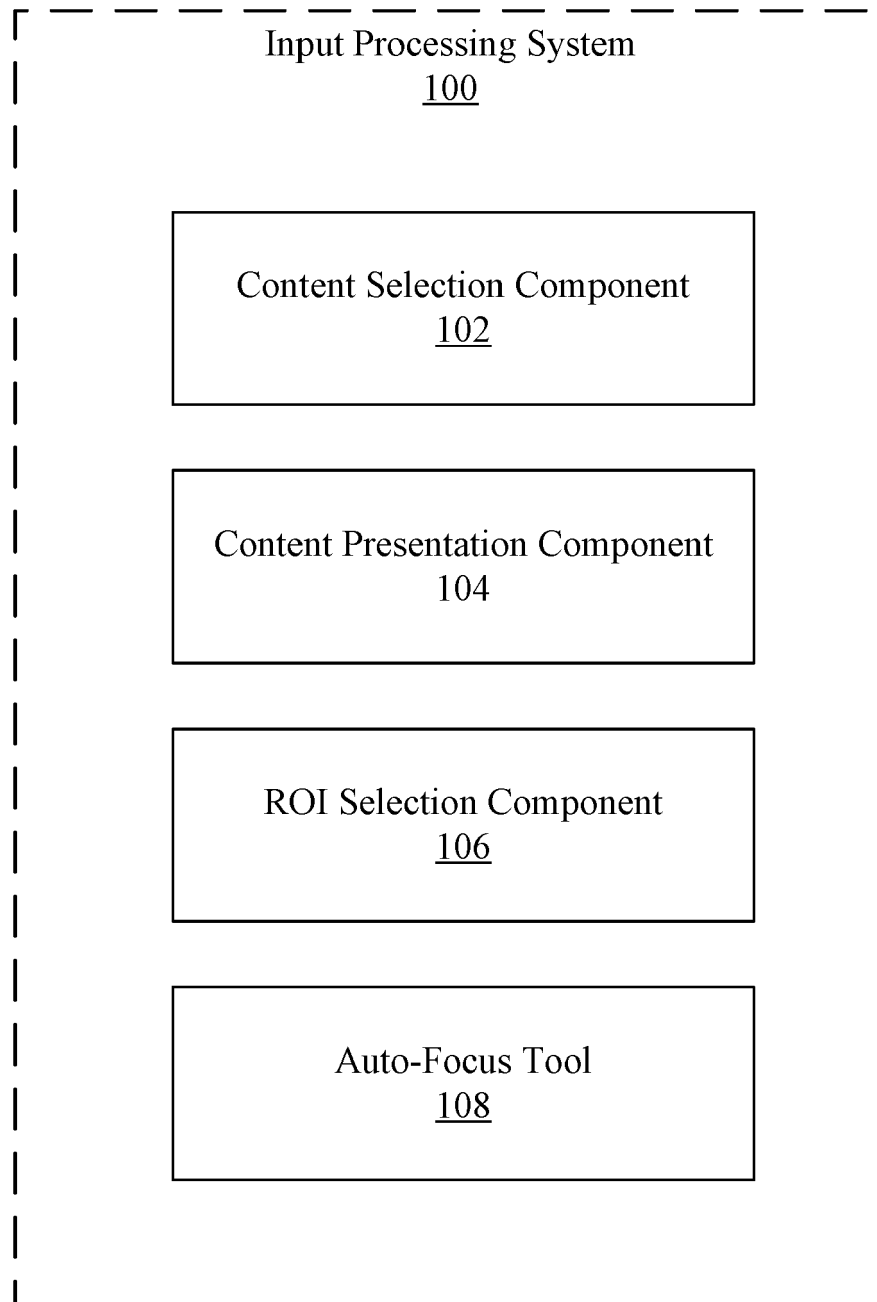 Input Processing System
100
Content Selection Component
102
Content Presentation Component
104
ROI Selection Component
106
Auto-Focus Tool
108